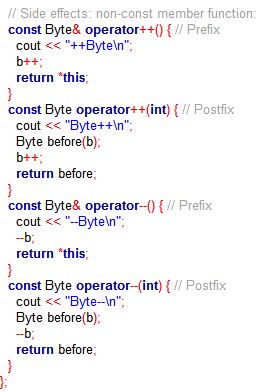 // Side effects: non-const member function:
const Byte& operator++() { // Prefix
cout << "++Byte\n";
b++;
return *this;
}
const Byte operator++(int) { // Postfix
cout << "Byte++\n";
Byte before(b);
b++;
return before;
}
const Byte& operator--() { // Prefix
cout << "--Byte\n";
--b;
return *this;
}
const Byte operator--(int) { // Postfix
cout << "Byte--\n";
Byte before(b);
--b;
return before;
}
};